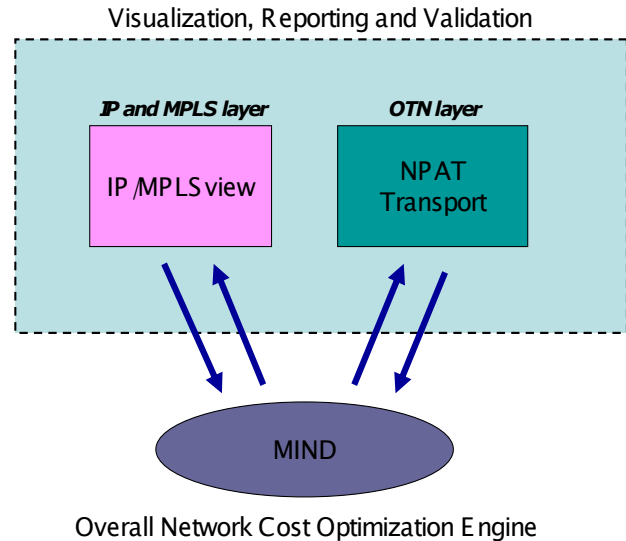 Visualization, Reporting and Validation
IP and MPLS layer
OTN layer
IP/MPLS view
NPAT
Transport
MIND
Overall Network Cost Optimization Engine